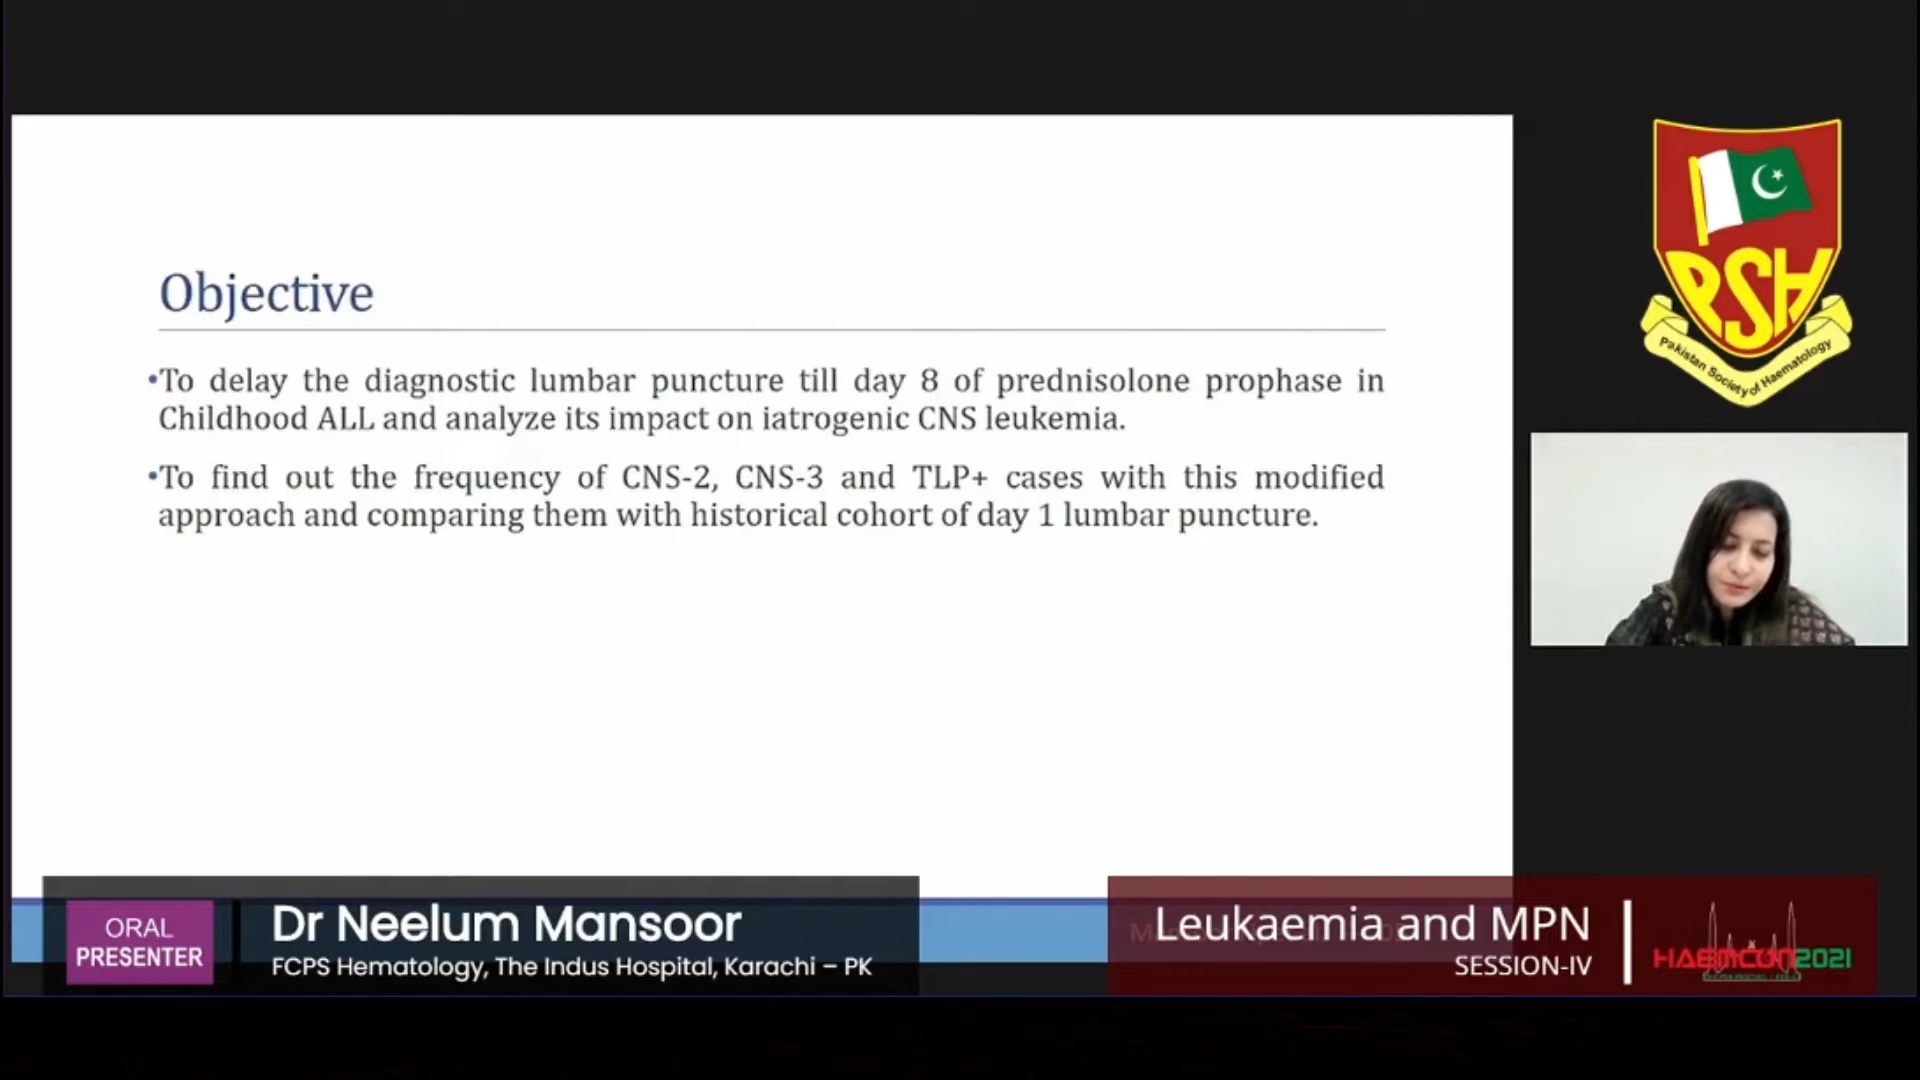 Objective
•To delay the diagnostic lumbar puncture till day 8 of prednisolone prophase in
Childhood ALL and analyze its impact on iatrogenic CNS leukemia.
•To find out the frequency of CNS-2, CNS-3 and TLP+ cases with this modified
approach and comparing them with historical cohort of day 1 lumbar puncture.
PSH
Pakistan Society of Haematology
ORAL
PRESENTER
Dr Neelum Mansoor
FCPS Hematology, The Indus Hospital, Karachi – PK
Leukaemia and MPN
SESSION-IV
HAEMCON2021